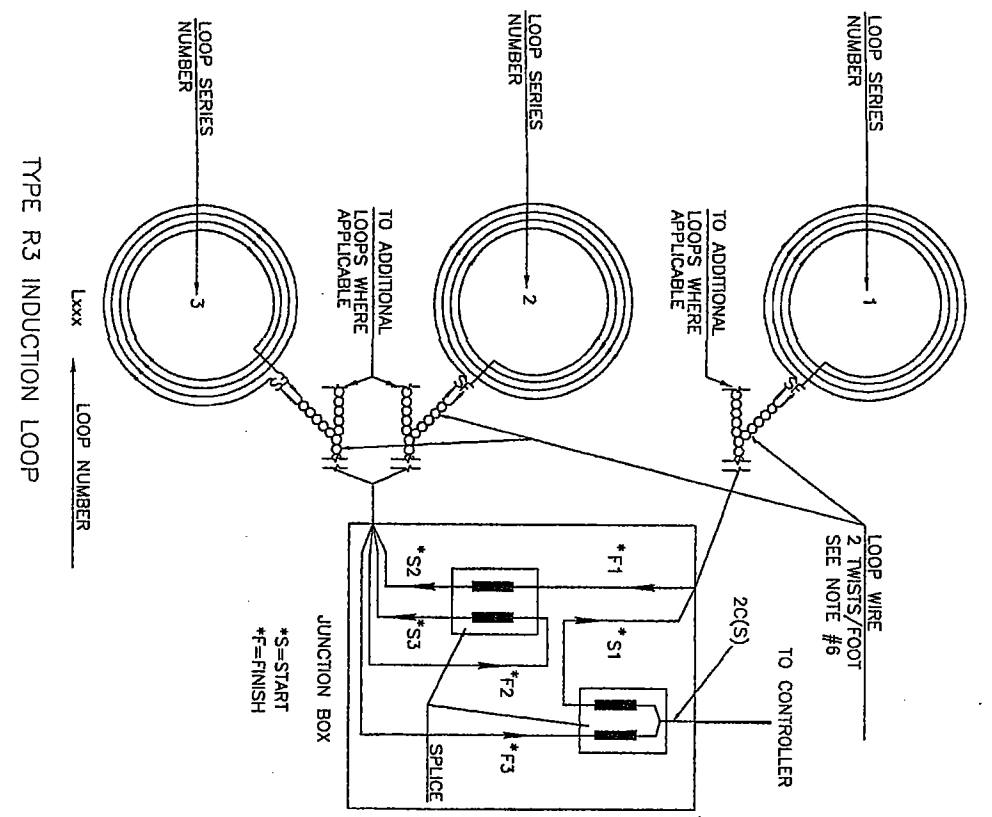 LOOP SERIES
NUMBER
1
LOOP SERIES
NUMBER
2
LOOP SERIES
NUMBER
3
TO ADDITIONAL
LOOPS WHERE
APPLICABLE
TO ADDITIONAL
LOOPS WHERE
APPLICABLE
LOOP WIRE
2 TWISTS/FOOT
SEE NOTE #6
TO CONTROLLER
2C(S)
*F1
*S1
*S2
*S3
*F2
*F3
SPLICE
JUNCTION BOX
*S=START
*F=FINISH
Lxxx
LOOP NUMBER
TYPE R3 INDUCTION LOOP